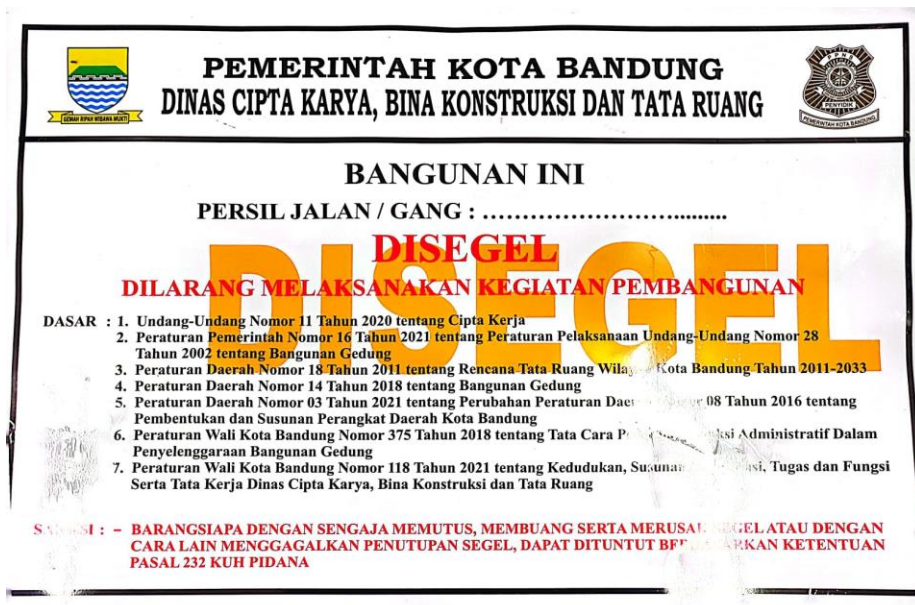 PEMERINTAH KOTA BANDUNG
DINAS CIPTA KARYA, BINA KONSTRUKSI DAN TATA RUANG
GEMAH RIPAH WIBAWA MUKTI
PPNS
PENYIDIK
PEMERINTAH KOTA BANDUNG
BANGUNAN INI
PERSIL JALAN / GANG : .................................
DISEGEL
DISEGEL
DILARANG MELAKSANAKAN KEGIATAN PEMBANGUNAN
DASAR : 1. Undang-Undang Nomor 11 Tahun 2020 tentang Cipta Kerja
2. Peraturan Pemerintah Nomor 16 Tahun 2021 tentang Peraturan Pelaksanaan Undang-Undang Nomor 28
Tahun 2002 tentang Bangunan Gedung
3. Peraturan Daerah Nomor 18 Tahun 2011 tentang Rencana Tata Ruang Kota Bandung Tahun 2011-2033
4. Peraturan Daerah Nomor 14 Tahun 2018 tentang Bangunan Gedung
5. Peraturan Daerah Nomor 03 Tahun 2021 tentang Perubahan Peraturan 08 Tahun 2016 tentang
Pembentukan dan Susunan Perangkat Daerah Kota Bandung
6. Peraturan Wali Kota Bandung Nomor 375 Tahun 2018 tentang Tata Cara Administratif Dalam
Penyelenggaraan Bangunan Gedung
7. Peraturan Wali Kota Bandung Nomor 118 Tahun 2021 tentang Kedudukan, Tugas dan Fungsi
Serta Tata Kerja Dinas Cipta Karya, Bina Konstruksi dan Tata Ruang
: – BARANGSIAPA DENGAN SENGAJA MEMUTUS, MEMBUANG SERTA MERUSAK ATAU DENGAN
CARA LAIN MENGGAGALKAN PENUTUPAN SEGEL, DAPAT DITUNTUT KETENTUAN
PASAL 232 KUH PIDANA